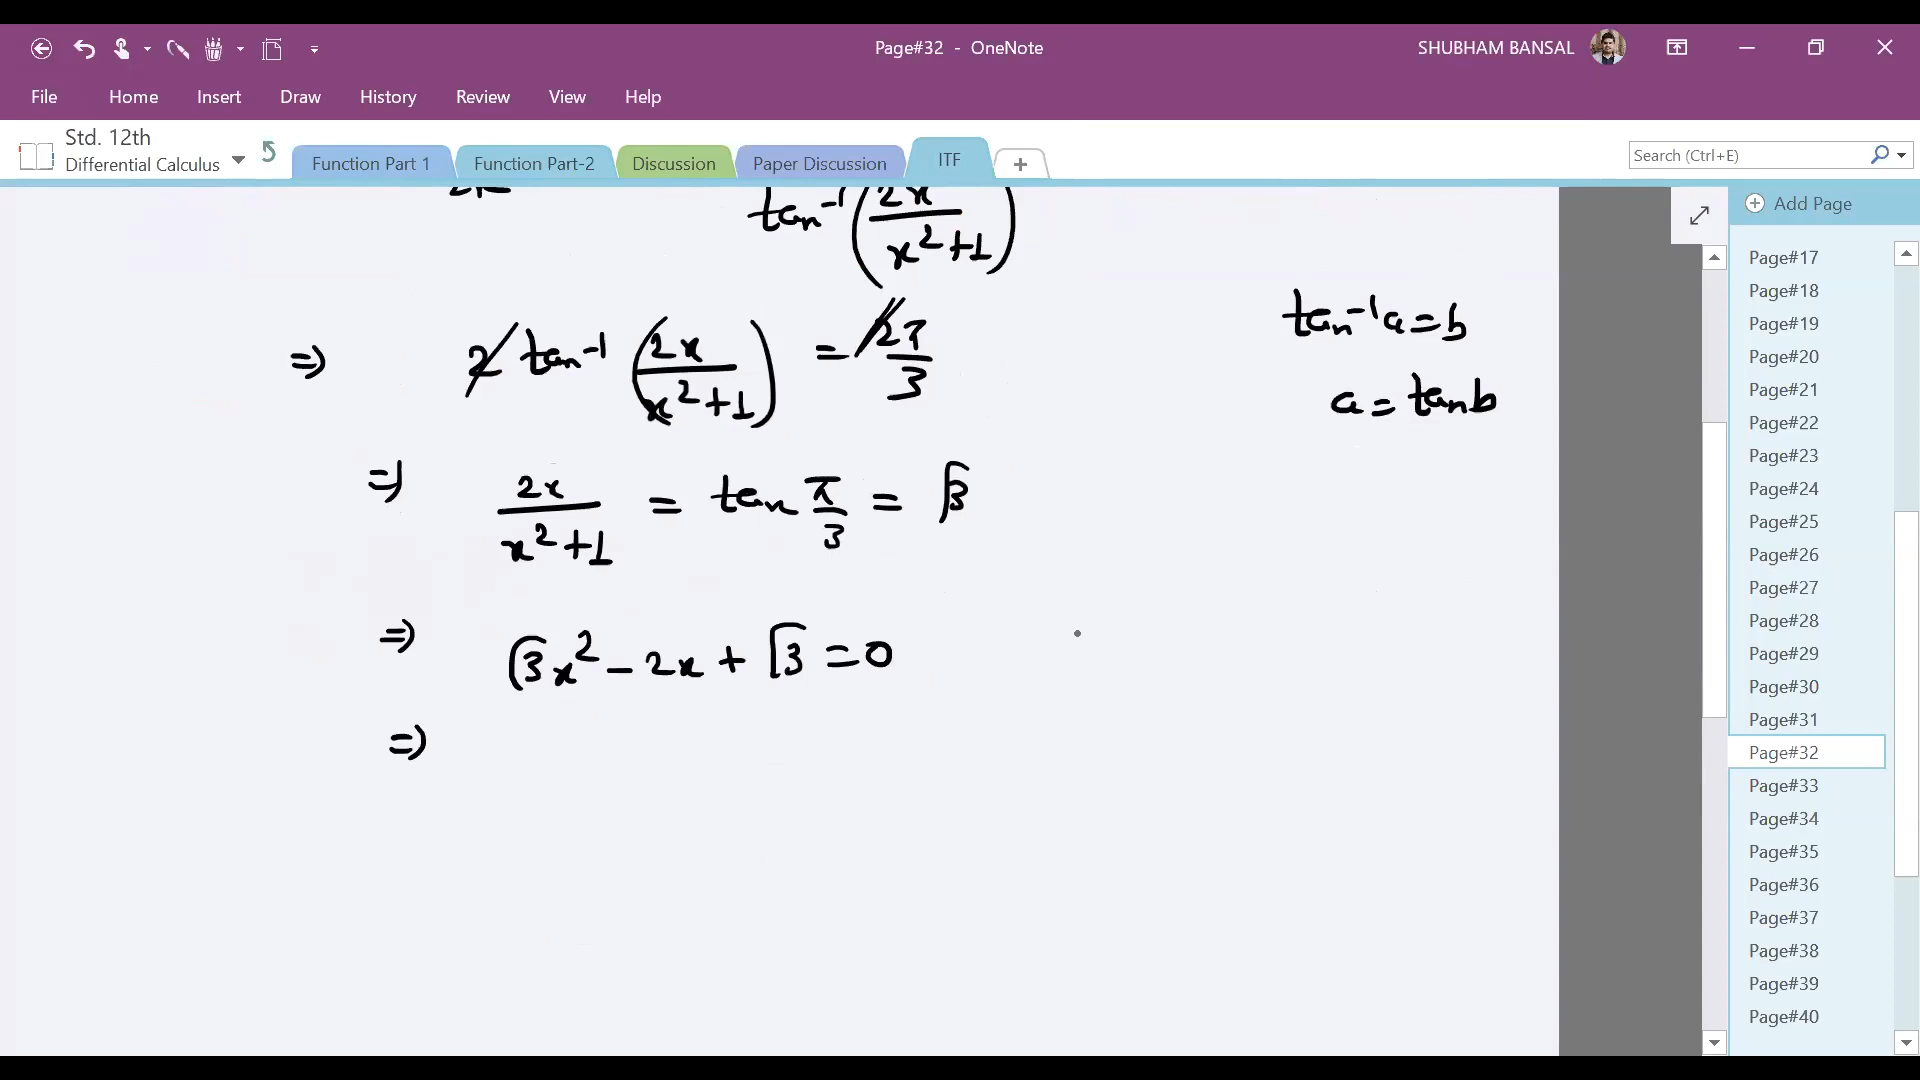 Page#32 - OneNote
SHUBHAM BANSAL
File Home Insert Draw History Review View Help
Std. 12th
Differential Calculus
Function Part 1
Function Part-2
Discussion
Paper Discussion
ITF
+
Search (Ctrl+E)
Add Page
Page#17
Page#18
Page#19
Page#20
Page#21
Page#22
Page#23
Page#24
Page#25
Page#26
Page#27
Page#28
Page#29
Page#30
Page#31
Page#32
Page#33
Page#34
Page#35
Page#36
Page#37
Page#38
Page#39
Page#40
tan⁻¹(2x/(x²+1))
⇒ 2 tan⁻¹(2x/(x²+1)) = 2π/3
tan⁻¹a=b
a= tanb
⇒ 2x/(x²+1) = tan π/3 = √3
⇒ √3x² – 2x + √3 = 0
⇒